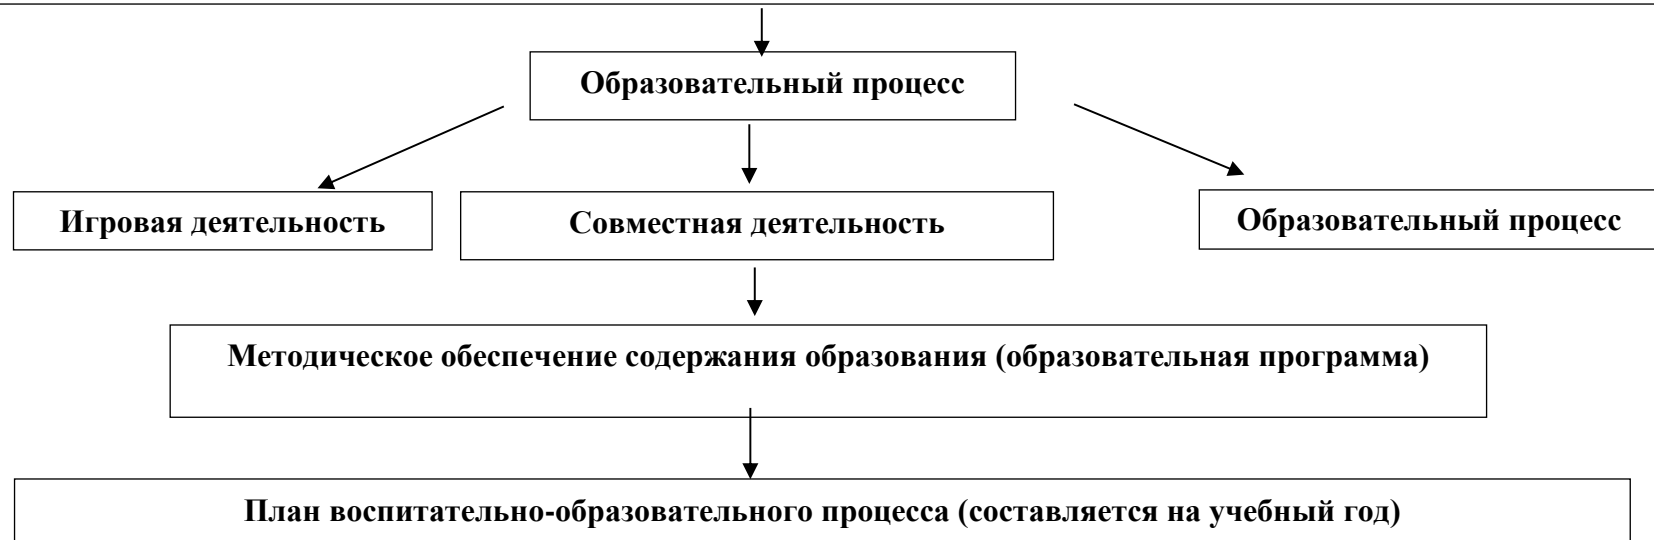 Образовательный процесс
Игровая деятельность
Совместная деятельность
Образовательный процесс
Методическое обеспечение содержания образования (образовательная программа)
План воспитательно-образовательного процесса (составляется на учебный год)